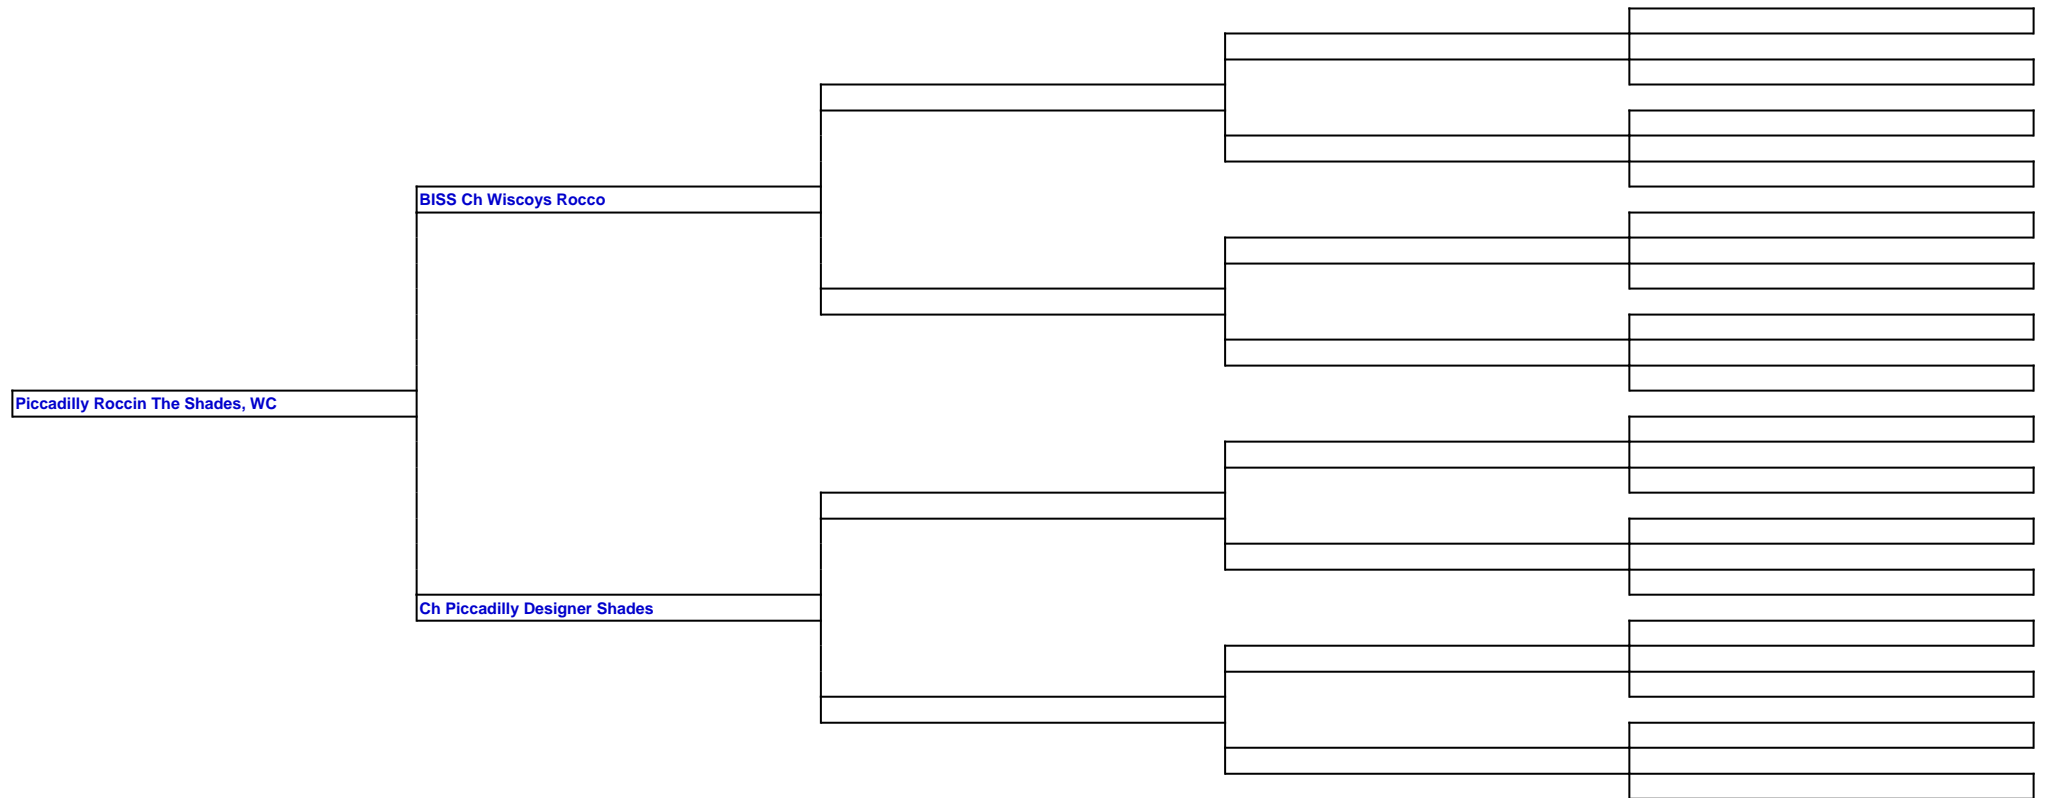 BISS Ch Wiscoys Rocco
Piccadilly Roccin The Shades, WC
Ch Piccadilly Designer Shades